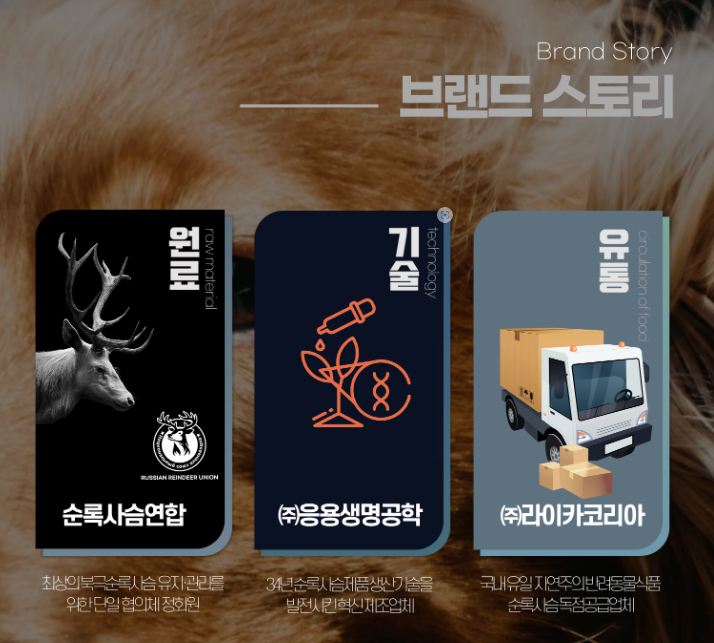 Brand Story
브랜드 스토리
원료
raw material
기술
technology
유통
circulation of food
RUSSIAN REINDEER UNION
순록사슴연합
㈜응용생명공학
㈜라이카코리아
최상의 북극순록사슴 유지·관리를
위한 단일 협의체 정회원
34년 순록사슴제품 생산기술을
발전시킨 혁신 제조업체
국내 유일 자연주의 반려동물식품
순록사슴 독점공급업체